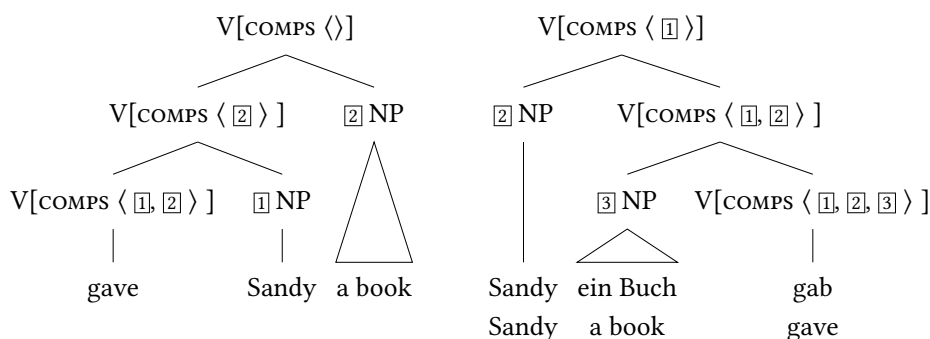 V[COMPS ⟨⟩] V[COMPS ⟨ 1 ⟩]
V[COMPS ⟨ 2 ⟩ ] 2 NP 2 NP V[COMPS ⟨ 1, 2 ⟩]
V[COMPS ⟨ 1, 2 ⟩ ] 1 NP 3 NP V[COMPS ⟨ 1, 2, 3 ⟩ ]
gave Sandy a book Sandy ein Buch gab
Sandy a book gave